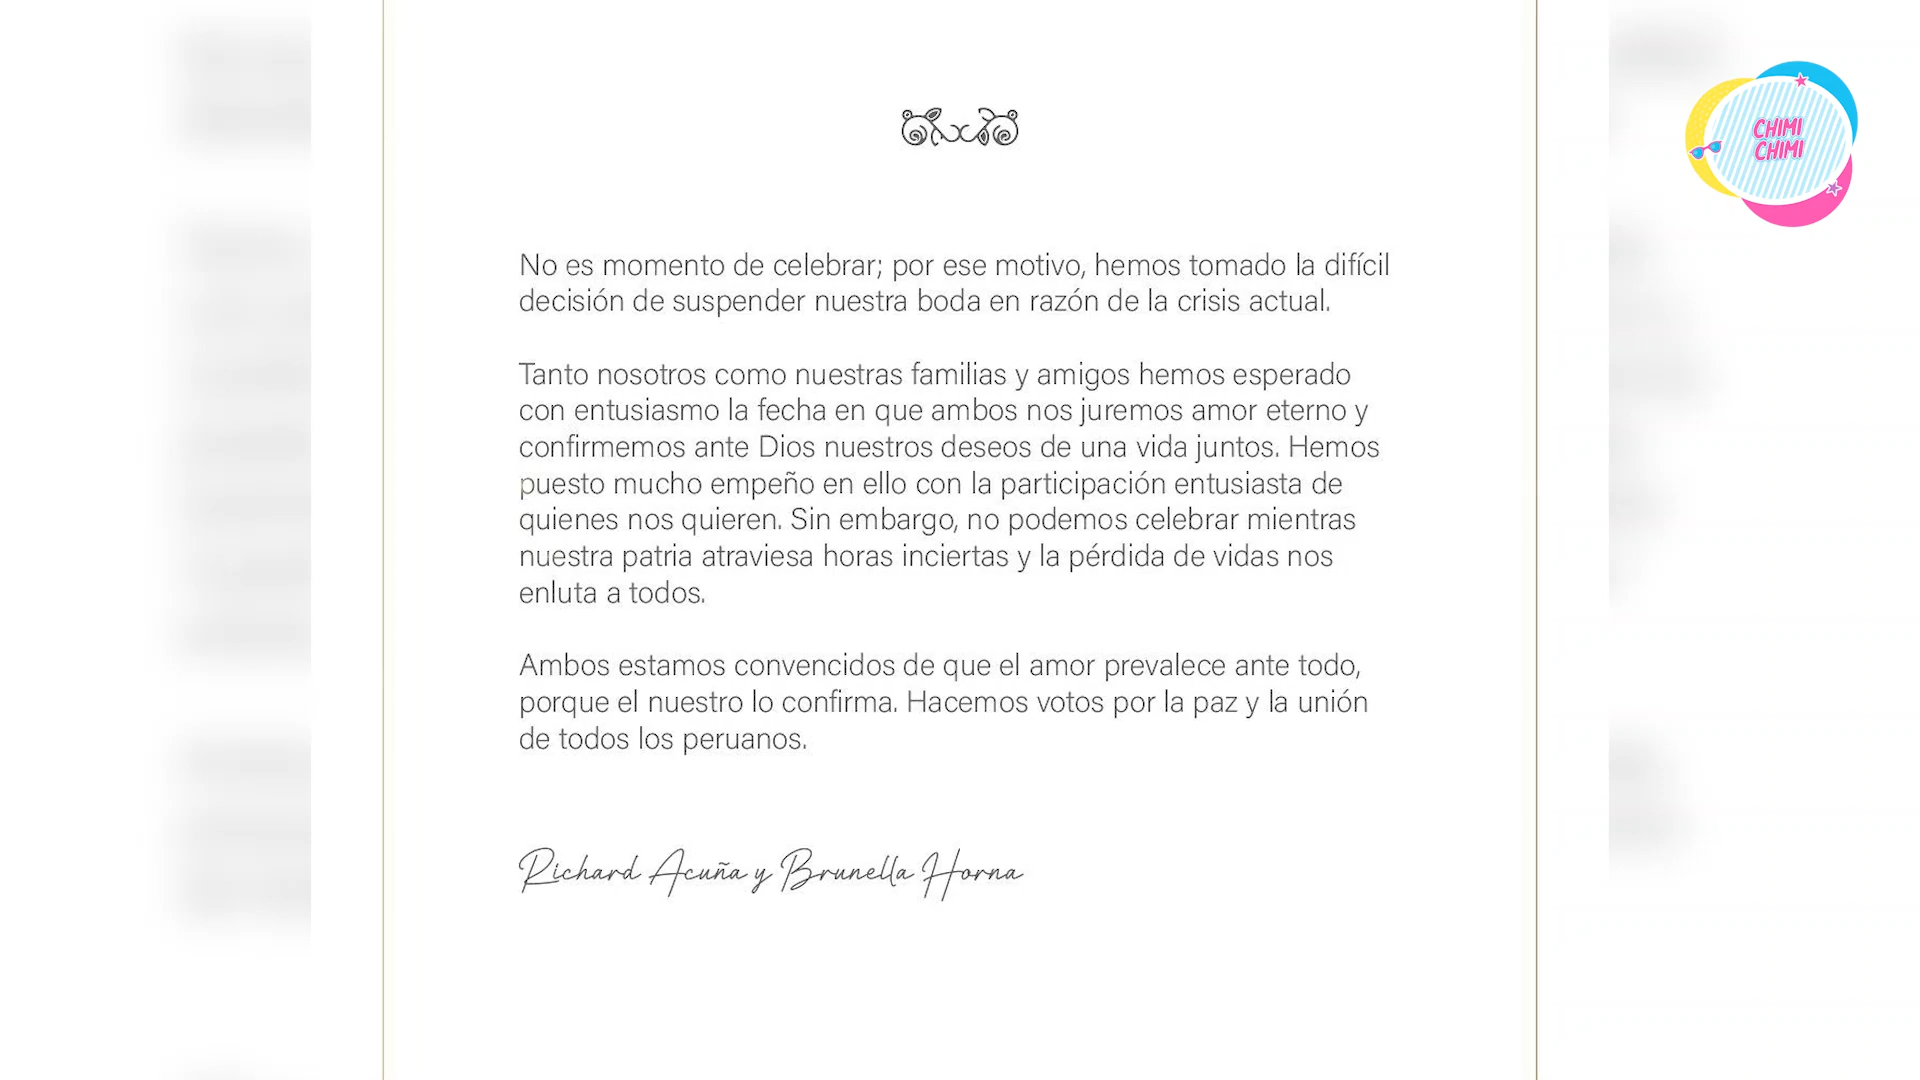 CHIMI
CHIMI
No es momento de celebrar; por ese motivo, hemos tomado la difícil
decisión de suspender nuestra boda en razón de la crisis actual.
Tanto nosotros como nuestras familias y amigos hemos esperado
con entusiasmo la fecha en que ambos nos juremos amor eterno y
confirmemos ante Dios nuestros deseos de una vida juntos. Hemos
puesto mucho empeño en ello con la participación entusiasta de
quienes nos quieren. Sin embargo, no podemos celebrar mientras
nuestra patria atraviesa horas inciertas y la pérdida de vidas nos
enluta a todos.
Ambos estamos convencidos de que el amor prevalece ante todo,
porque el nuestro lo confirma. Hacemos votos por la paz y la unión
de todos los peruanos.
Richard Acuña y Brunella Horna